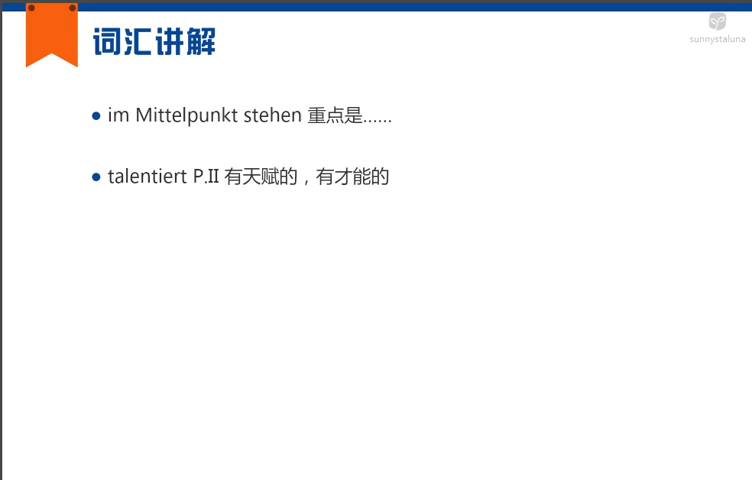 sunnystaluna
词汇讲解
• im Mittelpunkt stehen 重点是……
• talentiert P.II 有天赋的，有才能的